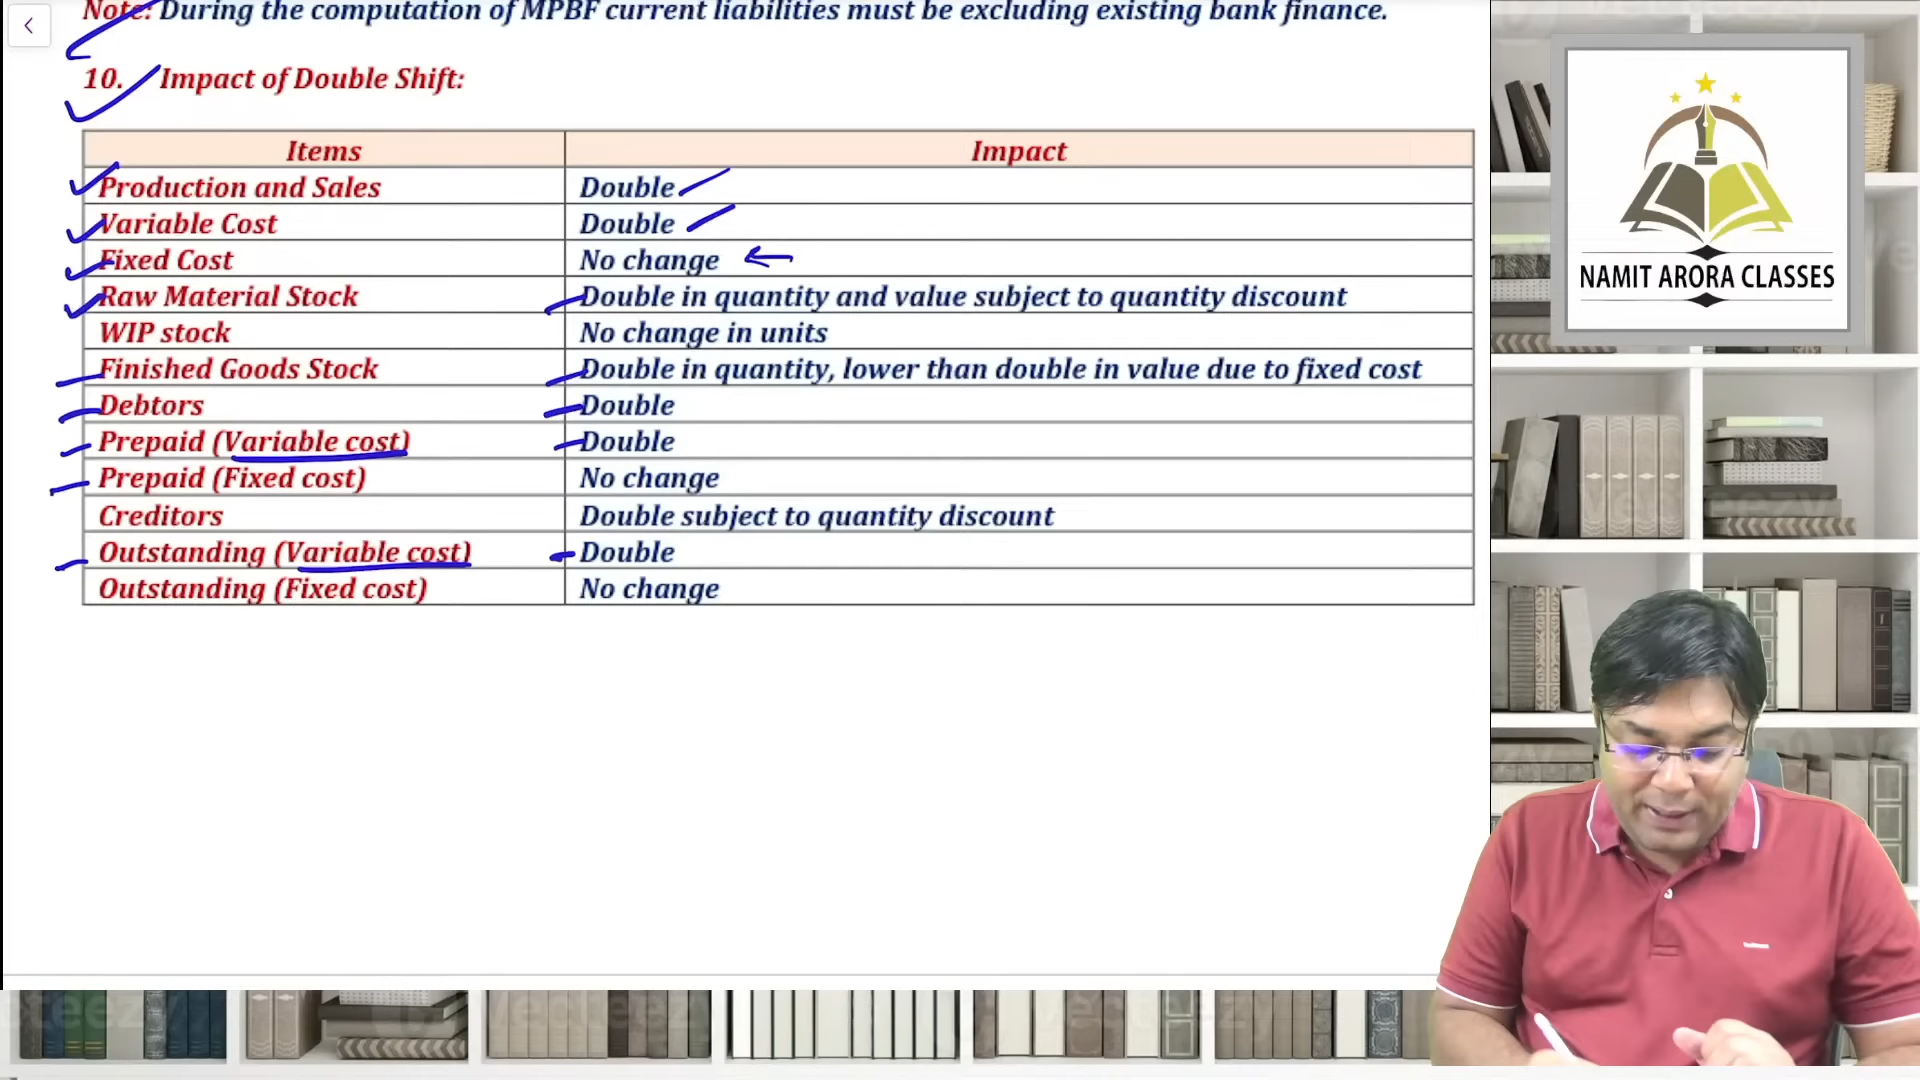 Note: During the computation of MPBF current liabilities must be excluding existing bank finance.
10. Impact of Double Shift:
Items Impact
Production and Sales Double
Variable Cost Double
Fixed Cost No change
Raw Material Stock Double in quantity and value subject to quantity discount
WIP stock No change in units
Finished Goods Stock Double in quantity, lower than double in value due to fixed cost
Debtors Double
Prepaid (Variable cost) Double
Prepaid (Fixed cost) No change
Creditors Double subject to quantity discount
Outstanding (Variable cost) Double
Outstanding (Fixed cost) No change
NAMIT ARORA CLASSES